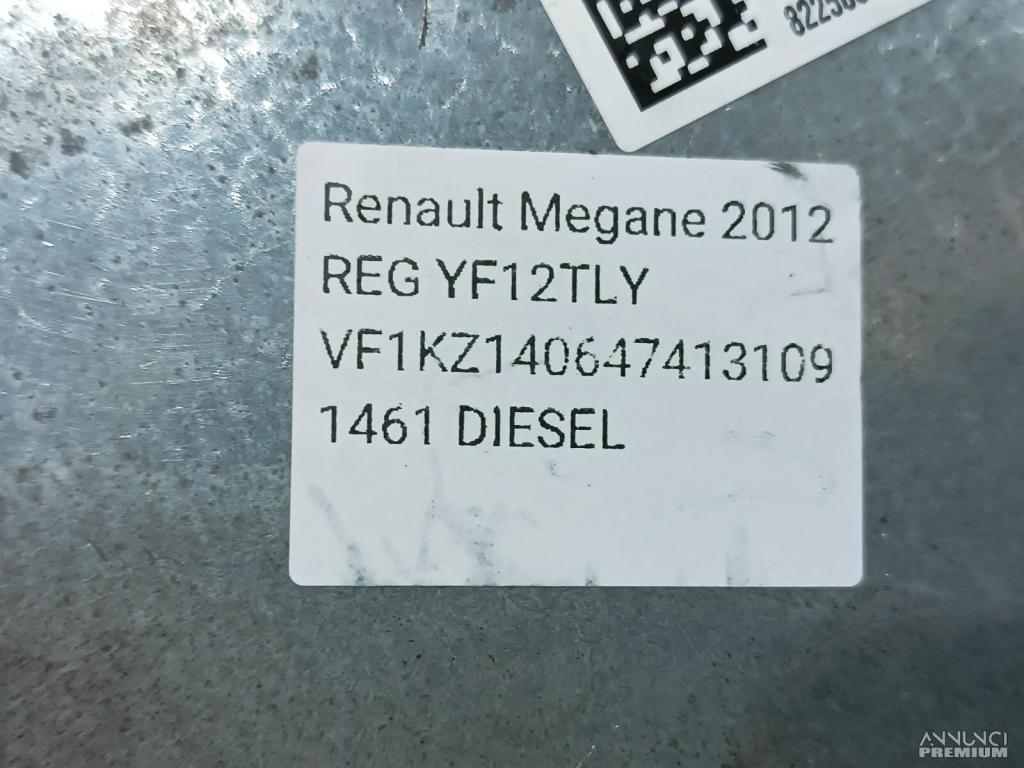 Renault Megane 2012
REG YF12TLY
VF1KZ140647413109
1461 DIESEL
ANNUNCI
PREMIUM